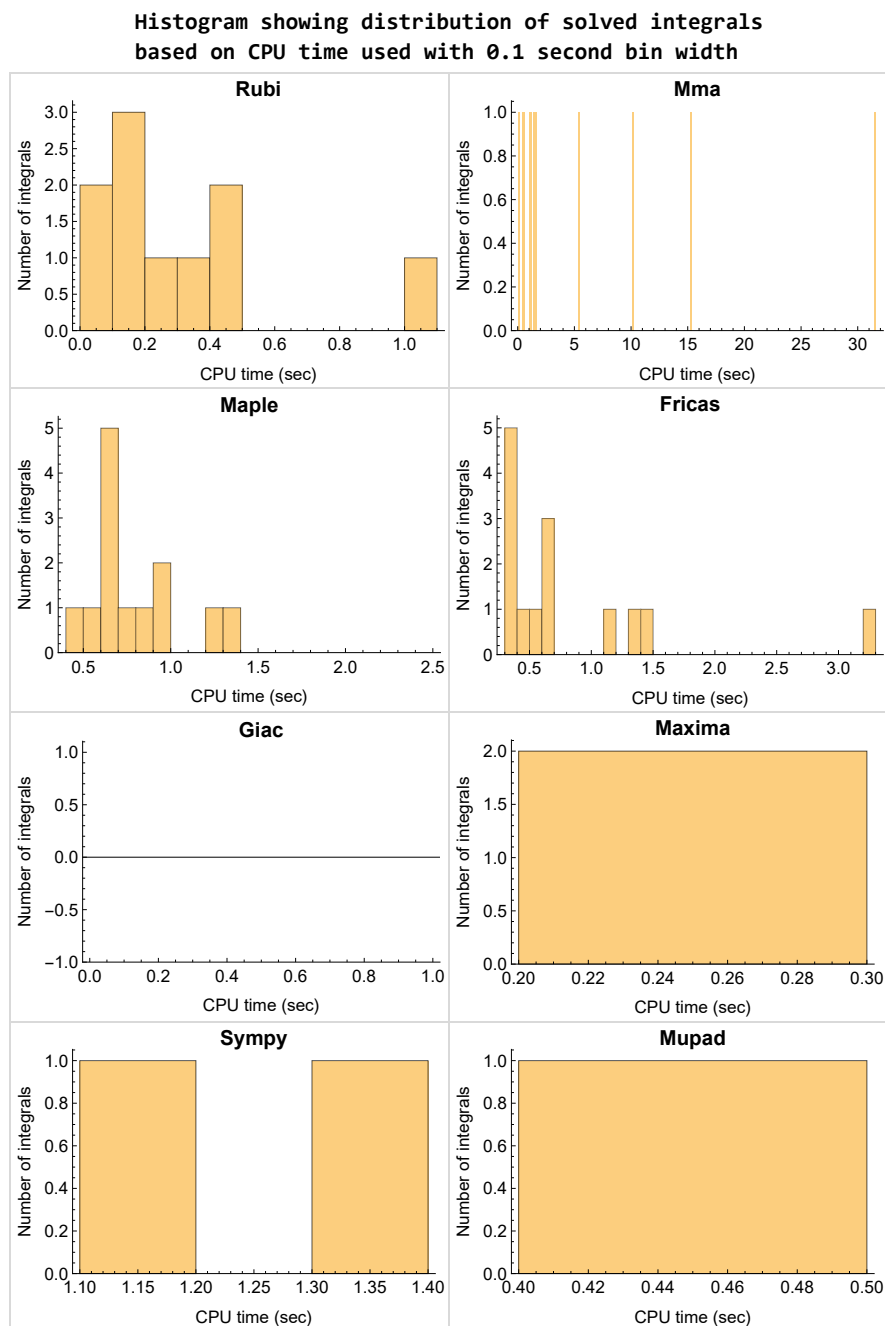 Histogram showing distribution of solved integrals
based on CPU time used with 0.1 second bin width
Rubi
Number of integrals
3.0
2.5
2.0
1.5
1.0
0.5
0.0
0.0 0.2 0.4 0.6 0.8 1.0
CPU time (sec)
Mma
Number of integrals
1.0
0.8
0.6
0.4
0.2
0.0
0 5 10 15 20 25 30
CPU time (sec)
Maple
Number of integrals
5
4
3
2
1
0
0.5 1.0 1.5 2.0 2.5
CPU time (sec)
Fricas
Number of integrals
5
4
3
2
1
0
0.5 1.0 1.5 2.0 2.5 3.0
CPU time (sec)
Giac
Number of integrals
1.0
0.5
0.0
−0.5
−1.0
0.0 0.2 0.4 0.6 0.8 1.0
CPU time (sec)
Maxima
Number of integrals
2.0
1.5
1.0
0.5
0.0
0.20 0.22 0.24 0.26 0.28 0.30
CPU time (sec)
Sympy
Number of integrals
1.0
0.8
0.6
0.4
0.2
0.0
1.10 1.15 1.20 1.25 1.30 1.35 1.40
CPU time (sec)
Mupad
Number of integrals
1.0
0.8
0.6
0.4
0.2
0.0
0.40 0.42 0.44 0.46 0.48 0.50
CPU time (sec)